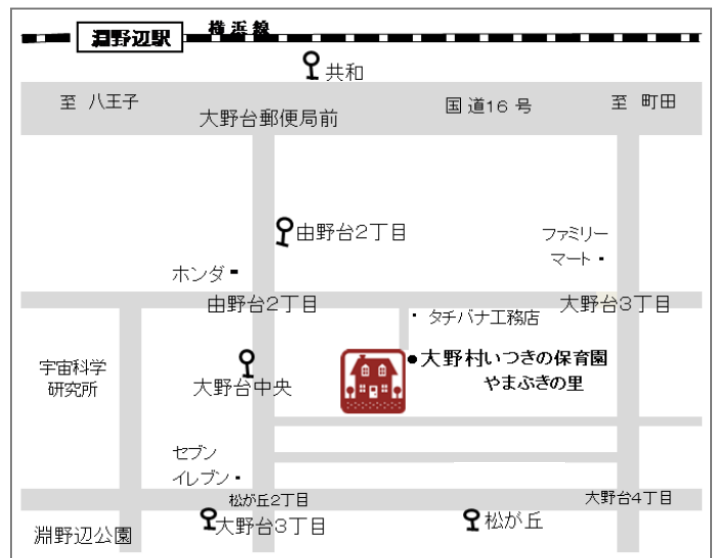 横浜線
淵野辺駅
共和
至 八王子
国道16号
至 町田
大野台郵便局前
由野台2丁目
ファミリー
マート
ホンダ
由野台2丁目
大野台3丁目
タチバナ工務店
宇宙科学
研究所
大野台中央
大野村いつきの保育園
やまぶきの里
セブン
イレブン
松が丘2丁目
大野台4丁目
大野台3丁目
松が丘
淵野辺公園